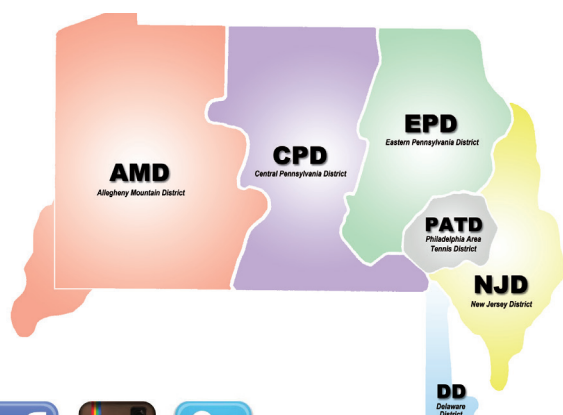 EPD
Eastern Pennsylvania District
CPD
Central Pennsylvania District
AMD
Allegheny Mountain District
PATD
Philadelphia Area
Tennis District
NJD
New Jersey District
DD
Delaware
District